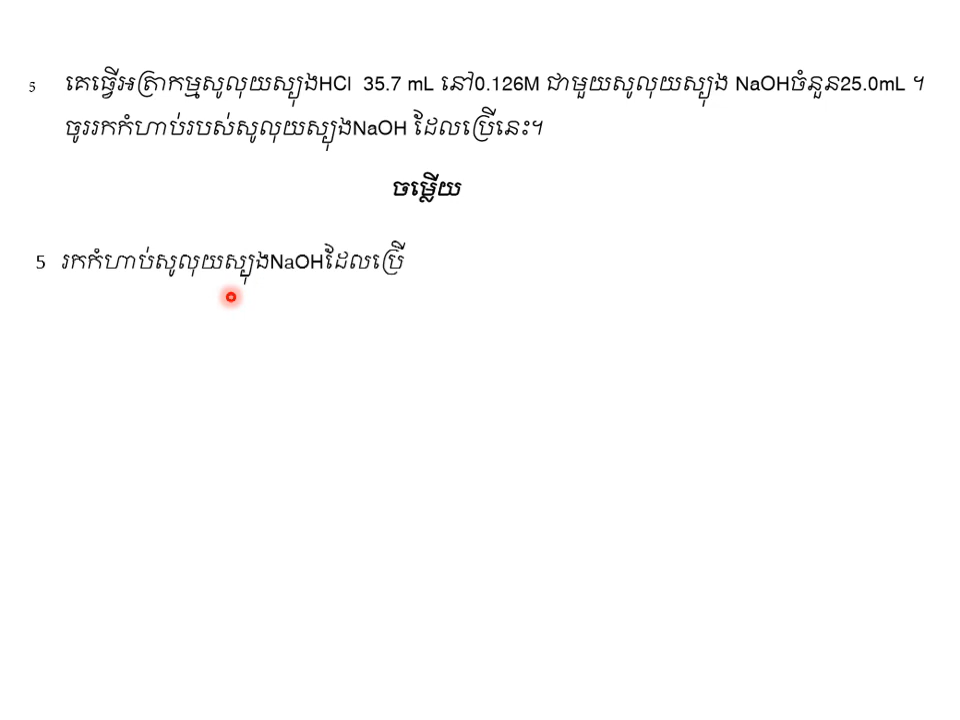 5 គេធ្វើអត្រាកម្មសូលុយស្យុងHCl 35.7 mL នៅ0.126M ជាមួយសូលុយស្យុង NaOHចំនួន25.0mL ។
ចូររកកំហាប់របស់សូលុយស្យុងNaOH ដែលប្រើនេះ។
ចម្លើយ
5 រកកំហាប់សូលុយស្យុងNaOHដែលប្រើ